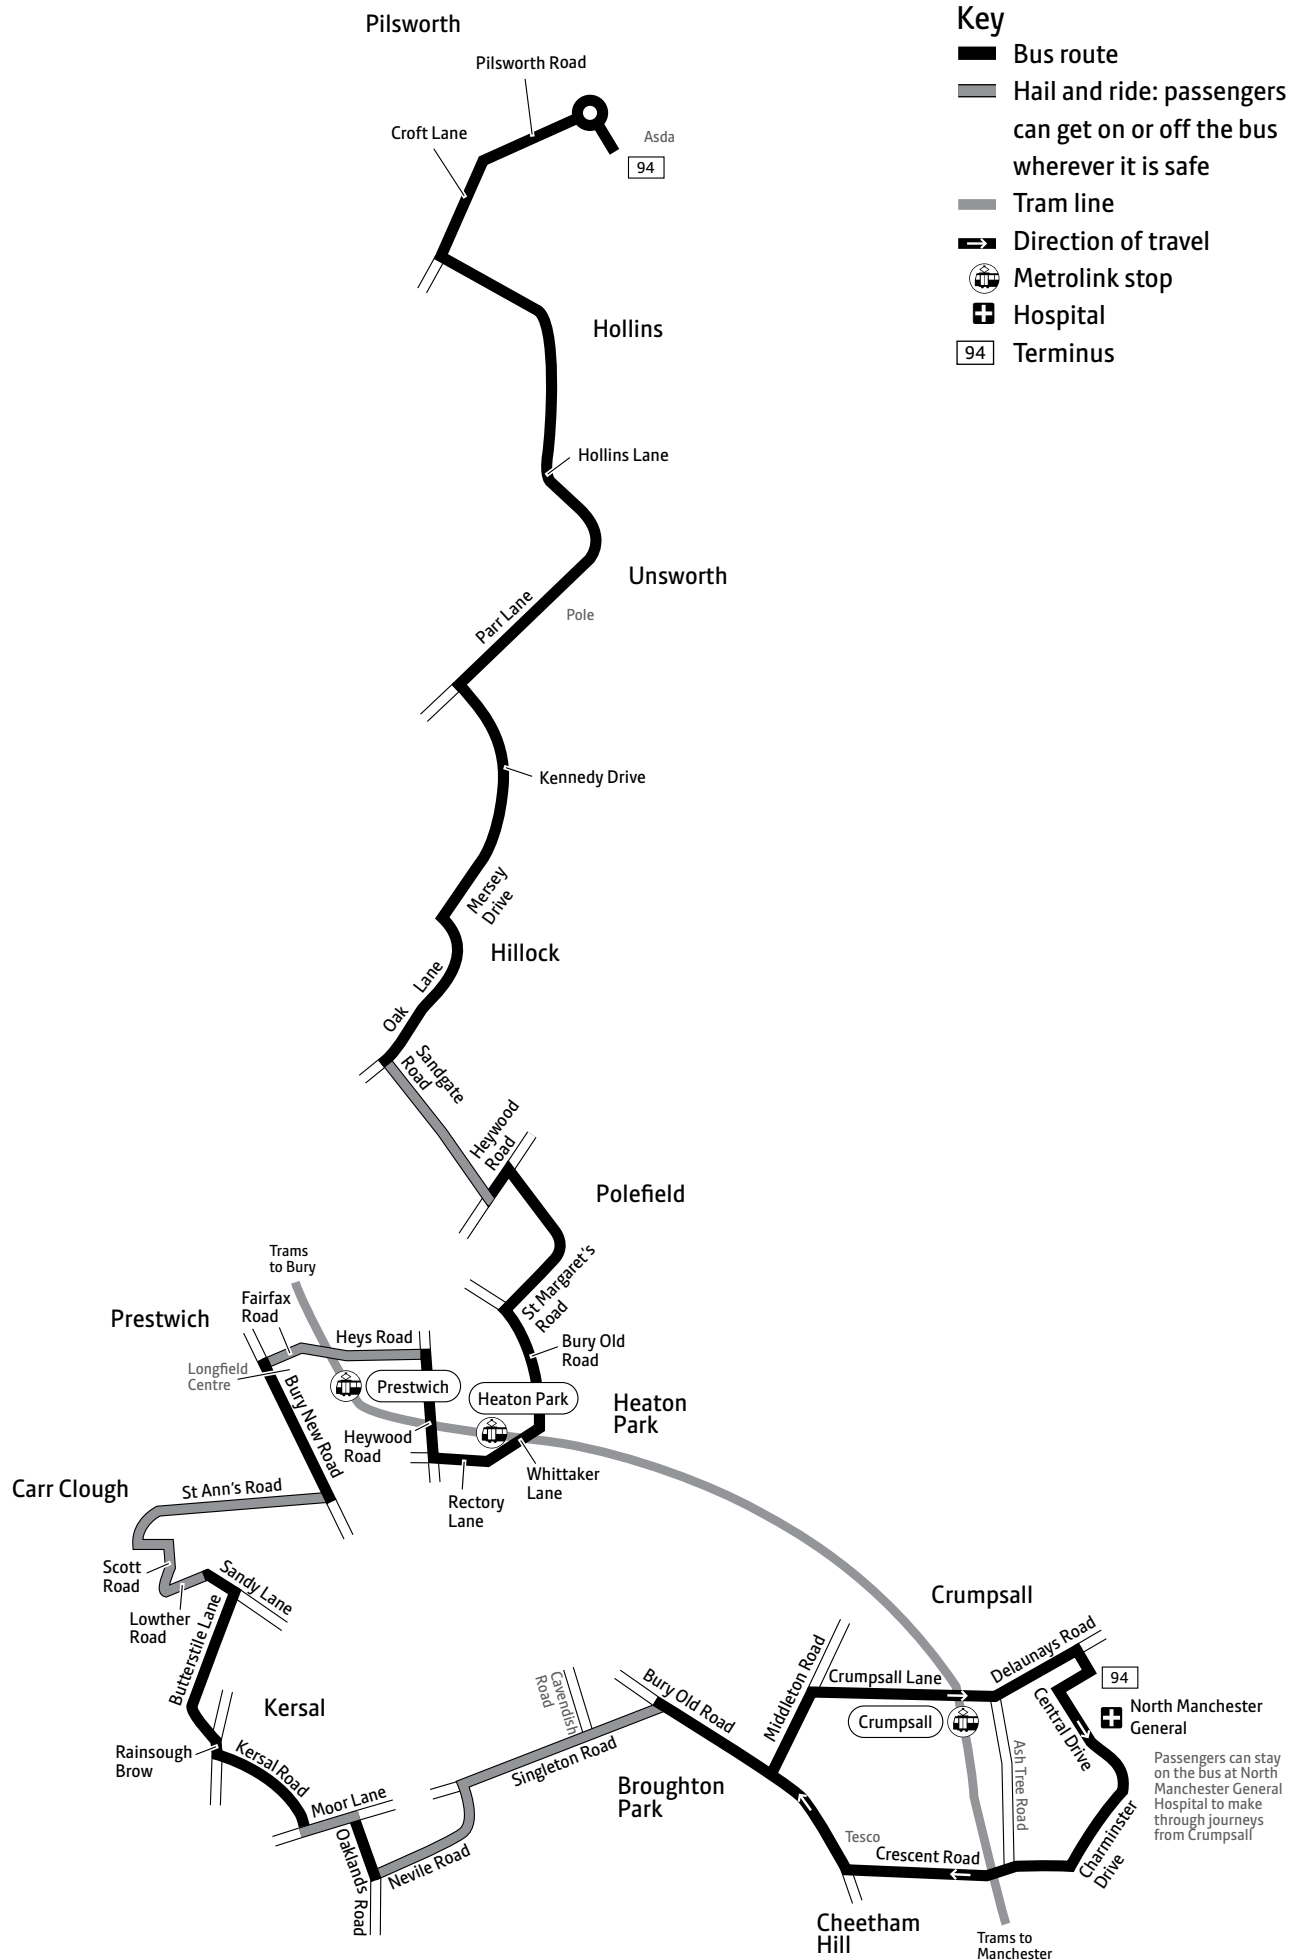 Pilsworth
Key
Bus route
Hail and ride: passengers
can get on or off the bus
wherever it is safe
Tram line
Direction of travel
Metrolink stop
Hospital
94 Terminus
Pilsworth Road
Croft Lane
Asda
94
Hollins
Hollins Lane
Unsworth
Parr Lane
Pole
Kennedy Drive
Mersey
Drive
Hillock
Oak Lane
Sandgate
Road
Heywood
Road
Polefield
St Margaret's
Road
Trams
to Bury
Fairfax
Road
Prestwich
Heys Road
Bury Old
Road
Longfield
Centre
Prestwich
Heaton Park
Heaton
Park
Bury New Road
Heywood
Road
Whittaker
Lane
Rectory
Lane
Carr Clough
St Ann's Road
Scott
Road
Sandy Lane
Lowther
Road
Butterstile Lane
Kersal
Rainsough
Brow
Kersal Road
Moor Lane
Oaklands Road
Nevile Road
Cavendish
Road
Singleton Road
Bury Old Road
Broughton
Park
Middleton Road
Crumpsall
Crumpsall Lane
Delaunays Road
94
Crumpsall
Central Drive
North Manchester
General
Ash Tree Road
Passengers can stay
on the bus at North
Manchester General
Hospital to make
through journeys
from Crumpsall
Tesco
Crescent Road
Charminster
Drive
Cheetham
Hill
Trams to
Manchester